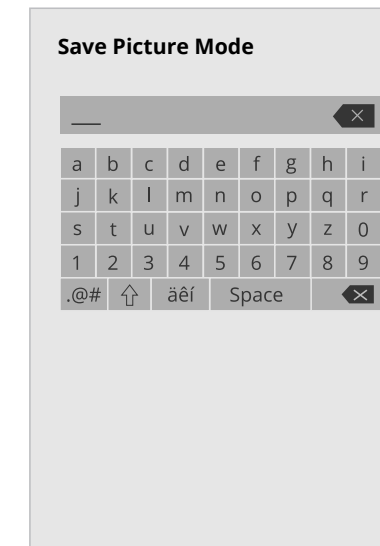 Save Picture Mode
a b c d e f g h i
j k l m n o p q r
s t u v w x y z 0
1 2 3 4 5 6 7 8 9
.@# äêí Space